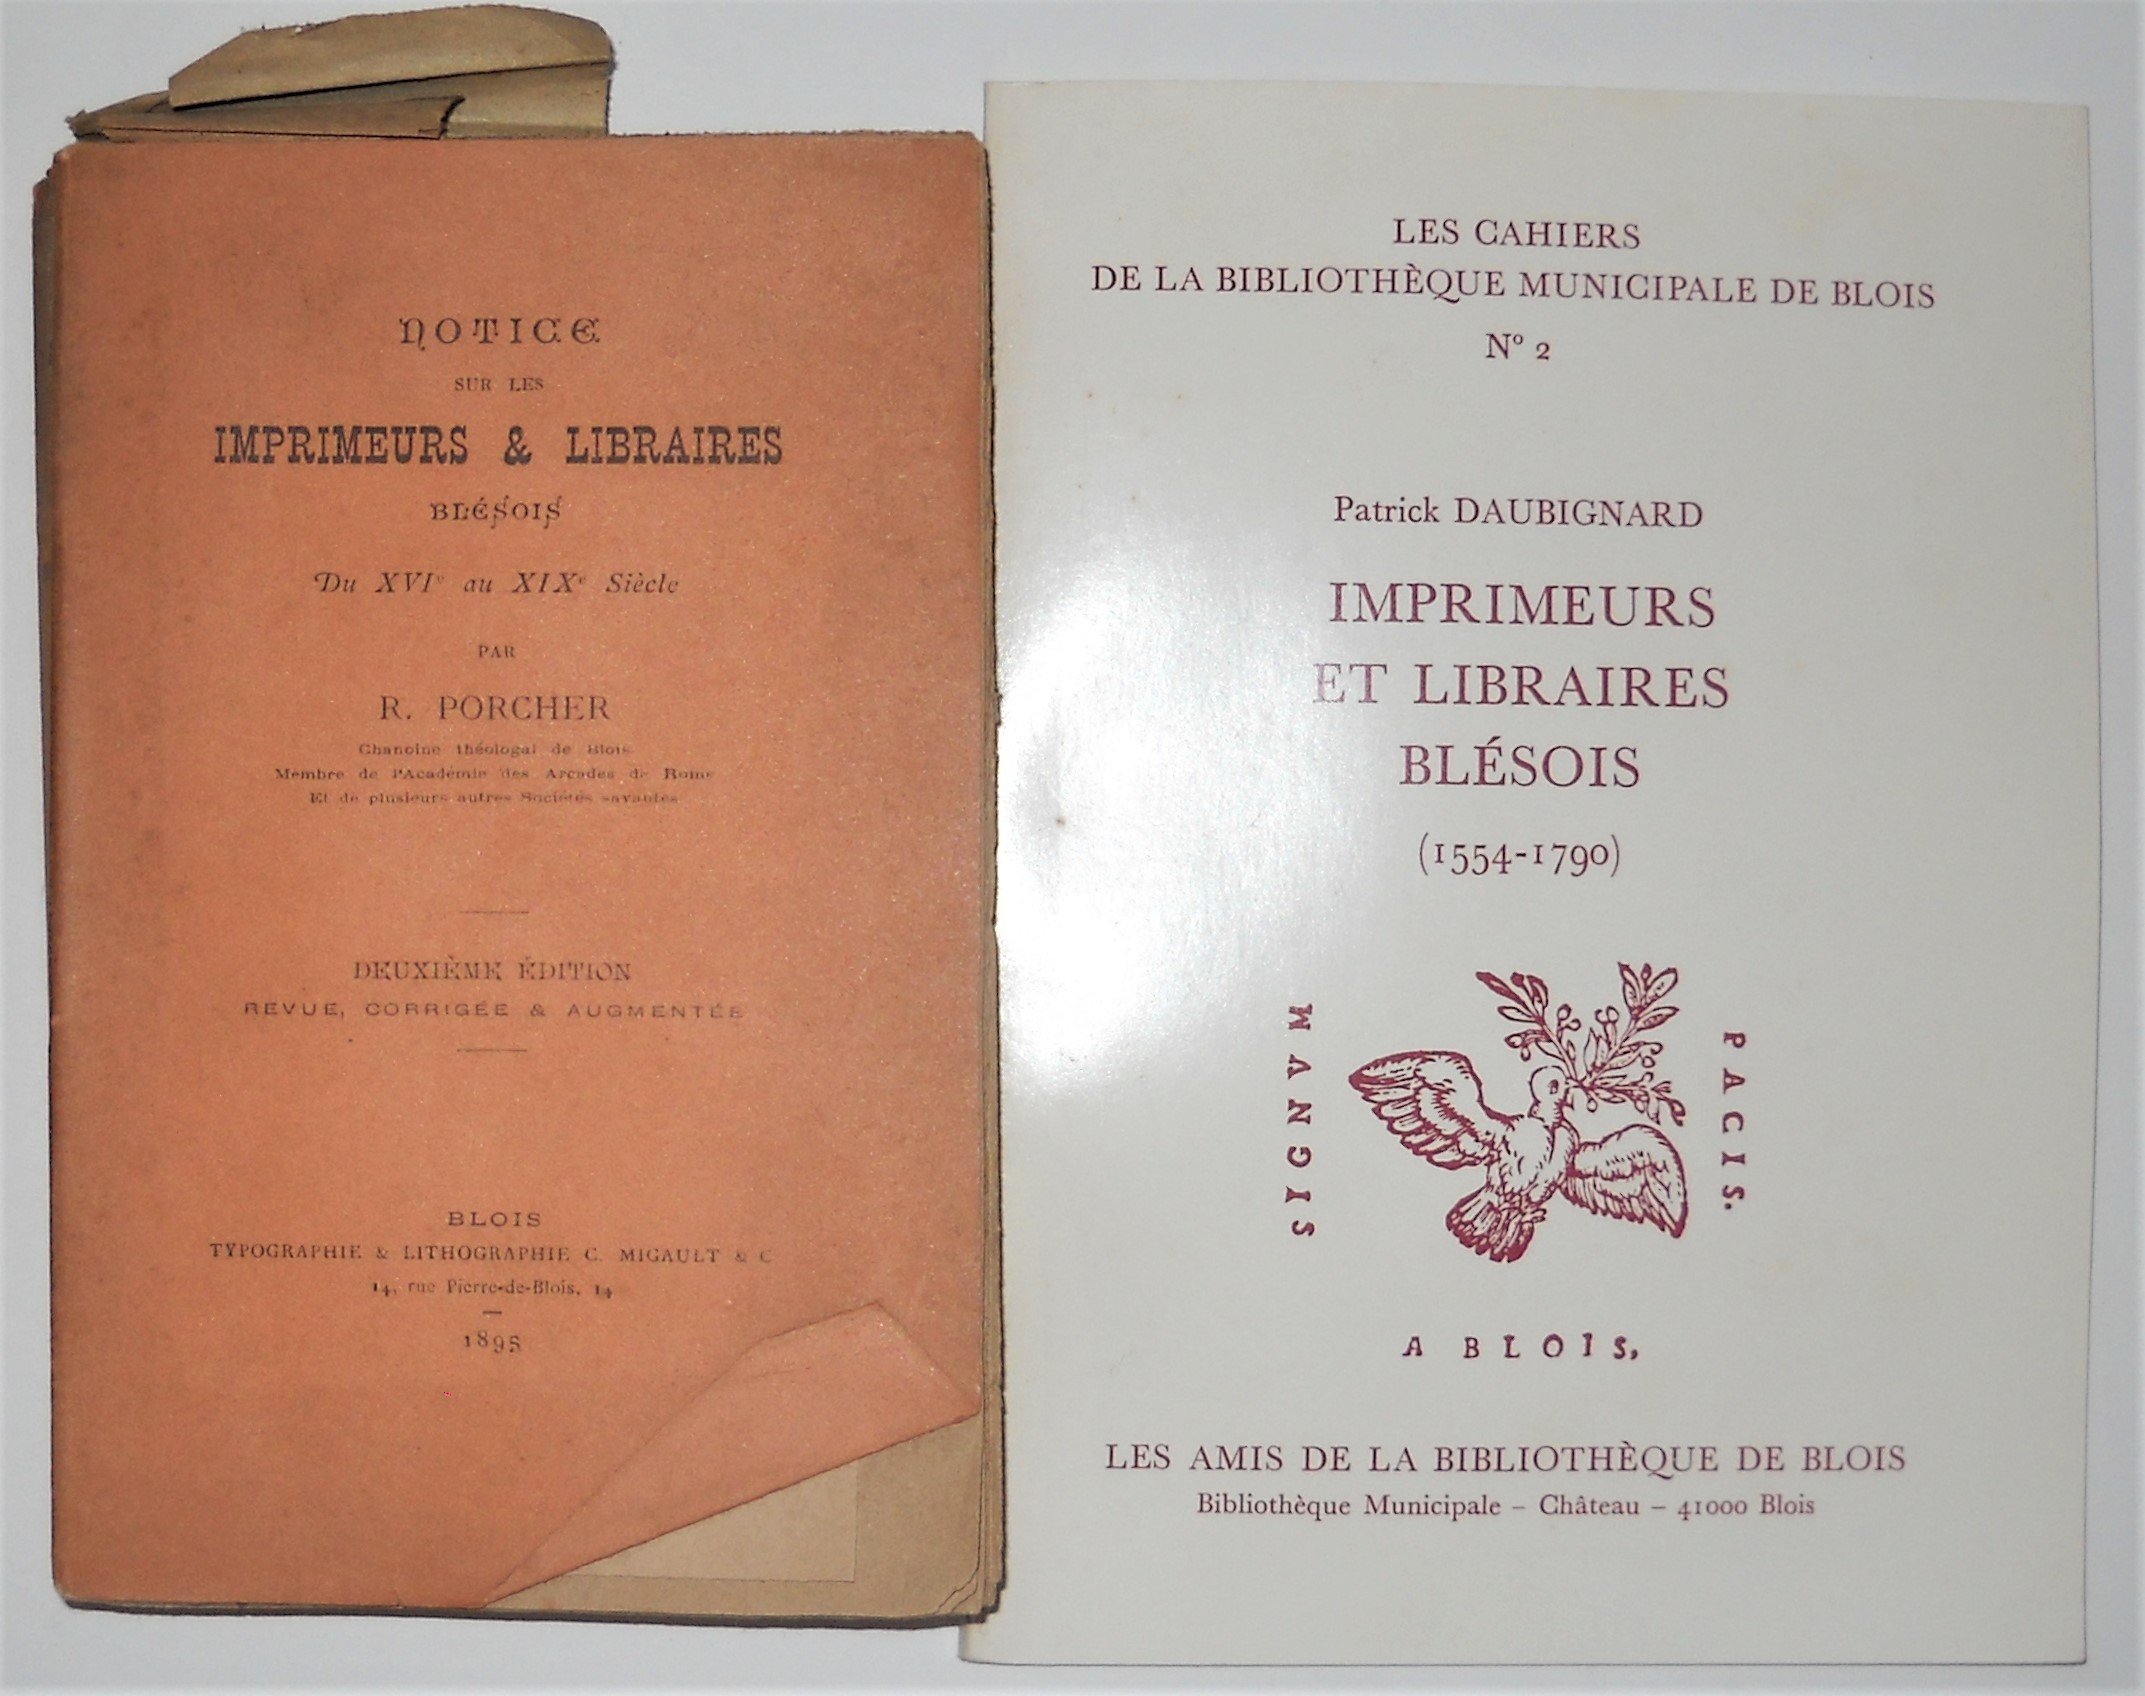 NOTICE
SUR LES
IMPRIMEURS & LIBRAIRES
BLÉSOIS
Du XVIe au XIXe Siècle
PAR
R. PORCHER
Chanoine théologal de Blois
Membre de l'Académie des Arcades de Rome
Et de plusieurs autres Sociétés savantes
DEUXIÈME ÉDITION
REVUE, CORRIGÉE & AUGMENTÉE
BLOIS
TYPOGRAPHIE & LITHOGRAPHIE C. MIGAULT & C
14, rue Pierre-de-Blois, 14
1895
LES CAHIERS
DE LA BIBLIOTHÈQUE MUNICIPALE DE BLOIS
N° 2
Patrick DAUBIGNARD
IMPRIMEURS
ET LIBRAIRES
BLÉSOIS
(1554-1790)
SIGNVM
PACIS.
A BLOIS,
LES AMIS DE LA BIBLIOTHÈQUE DE BLOIS
Bibliothèque Municipale – Château – 41000 Blois